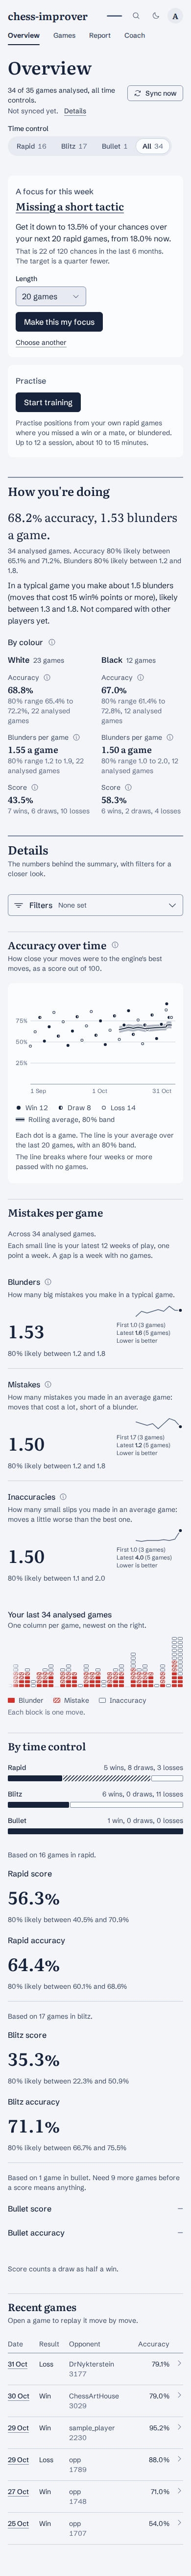 chess-improver
A
Overview Games Report Coach
Overview
34 of 35 games analysed, all time
controls.
Not synced yet. Details
Sync now
Time control
Rapid 16 Blitz 17 Bullet 1 All 34
A focus for this week
Missing a short tactic
Get it down to 13.5% of your chances over
your next 20 rapid games, from 18.0% now.
That is 22 of 120 chances in the last 6 months.
The target is a quarter fewer.
Length
20 games
Make this my focus
Choose another
Practise
Start training
Practise positions from your own rapid games
where you missed a win or a mate, or blundered.
Up to 12 a session, about 10 to 15 minutes.
How you're doing
68.2% accuracy, 1.53 blunders
a game.
34 analysed games. Accuracy 80% likely between
65.1% and 71.2%. Blunders 80% likely between 1.2 and
1.8.
In a typical game you make about 1.5 blunders
(moves that cost 15 win% points or more), likely
between 1.3 and 1.8. Not compared with other
players yet.
By colour
White 23 games
Accuracy
68.8%
80% range 65.4% to
72.2%, 22 analysed
games
Blunders per game
1.55 a game
80% range 1.2 to 1.9, 22
analysed games
Score
43.5%
7 wins, 6 draws, 10 losses
Black 12 games
Accuracy
67.0%
80% range 61.4% to
72.8%, 12 analysed
games
Blunders per game
1.50 a game
80% range 1.0 to 2.0, 12
analysed games
Score
58.3%
6 wins, 2 draws, 4 losses
Details
The numbers behind the summary, with filters for a
closer look.
Filters None set
Accuracy over time
How close your moves were to the engine's best
moves, as a score out of 100.
75%
50%
25%
1 Sep 1 Oct 31 Oct
Win 12 Draw 8 Loss 14
Rolling average, 80% band
Each dot is a game. The line is your average over
the last 20 games, with an 80% band.
The line breaks where four weeks or more
passed with no games.
Mistakes per game
Across 34 analysed games.
Each small line is your latest 12 weeks of play, one
point a week. A gap is a week with no games.
Blunders
How many big mistakes you make in a typical game.
1.53
First 1.0 (3 games)
Latest 1.6 (5 games)
Lower is better
80% likely between 1.2 and 1.8
Mistakes
How many mistakes you made in an average game:
moves that cost a lot, short of a blunder.
1.50
First 1.7 (3 games)
Latest 1.2 (5 games)
Lower is better
80% likely between 1.2 and 1.8
Inaccuracies
How many small slips you made in an average game:
moves a little worse than the best one.
1.50
First 1.0 (3 games)
Latest 4.0 (5 games)
Lower is better
80% likely between 1.1 and 2.0
Your last 34 analysed games
One column per game, newest on the right.
Blunder Mistake Inaccuracy
Each block is one move.
By time control
Rapid 5 wins, 8 draws, 3 losses
Blitz 6 wins, 0 draws, 11 losses
Bullet 1 win, 0 draws, 0 losses
Based on 16 games in rapid.
Rapid score
56.3%
80% likely between 40.5% and 70.9%
Rapid accuracy
64.4%
80% likely between 60.1% and 68.6%
Based on 17 games in blitz.
Blitz score
35.3%
80% likely between 22.3% and 50.9%
Blitz accuracy
71.1%
80% likely between 66.7% and 75.5%
Based on 1 game in bullet. Need 9 more games before
a score means anything.
Bullet score –
Bullet accuracy –
Score counts a draw as half a win.
Recent games
Open a game to replay it move by move.
Date Result Opponent Accuracy
31 Oct Loss DrNykterstein 79.1%
3177
30 Oct Win ChessArtHouse 79.0%
3029
29 Oct Win sample_player 95.2%
2230
29 Oct Loss opp 88.0%
1789
27 Oct Win opp 71.0%
1748
25 Oct Win opp 54.0%
1707